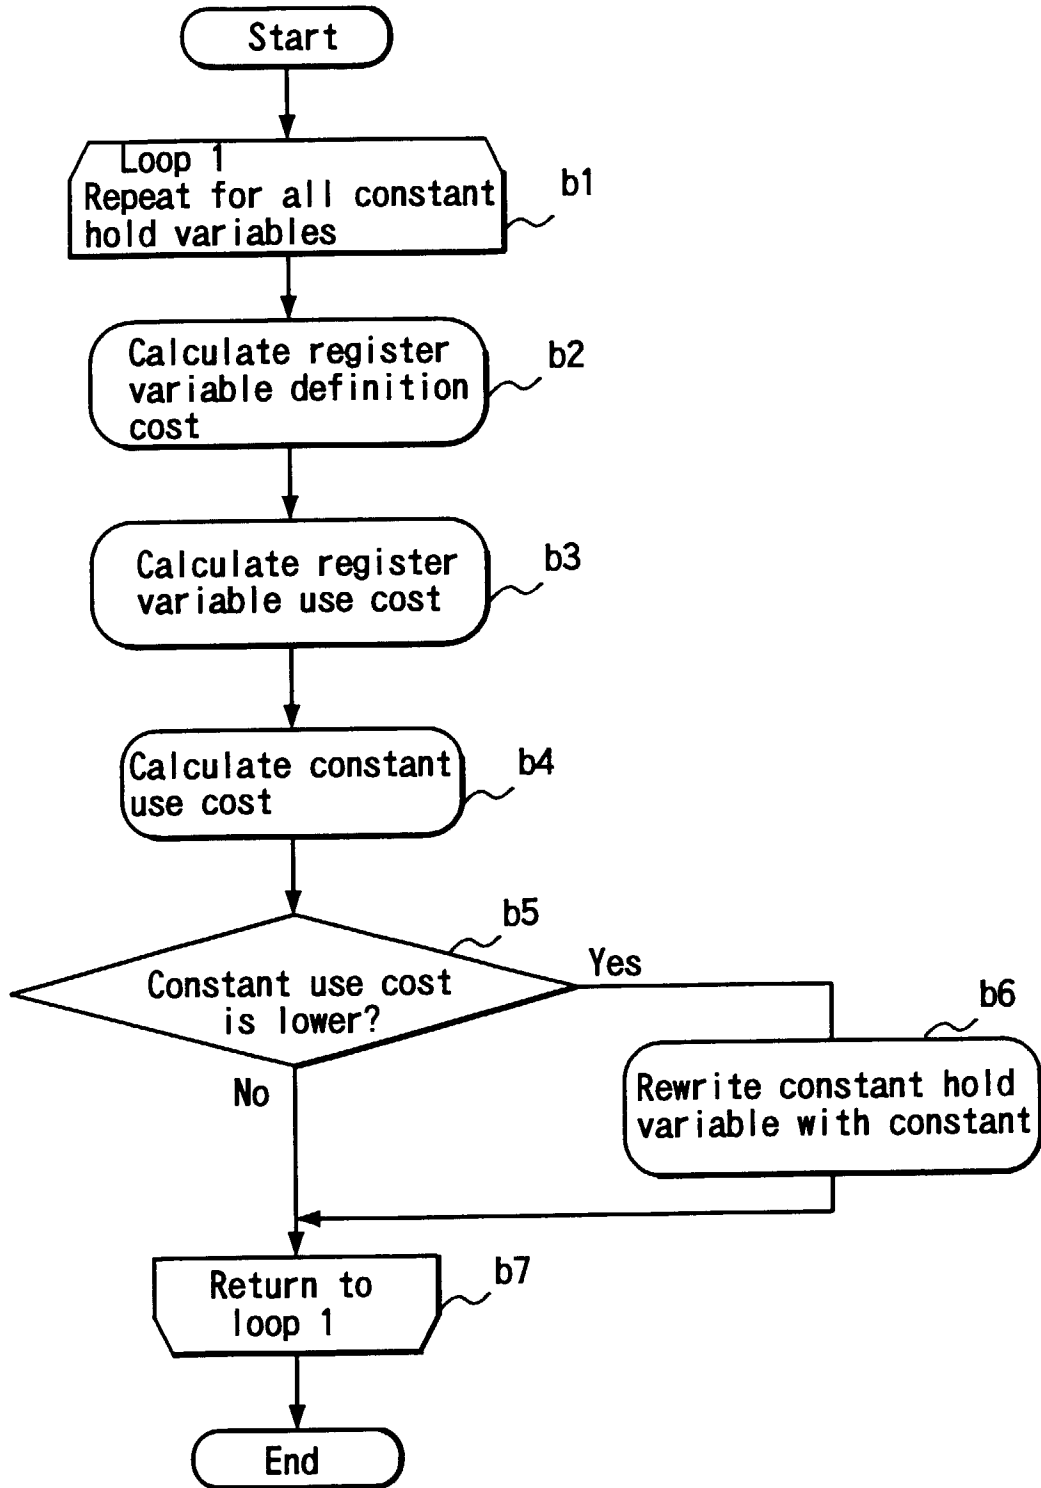 Start
Loop 1
Repeat for all constant
hold variables
b1
Calculate register
variable definition
cost
b2
Calculate register
variable use cost
b3
Calculate constant
use cost
b4
b5
Constant use cost
is lower?
Yes
b6
Rewrite constant hold
variable with constant
No
Return to
loop 1
b7
End